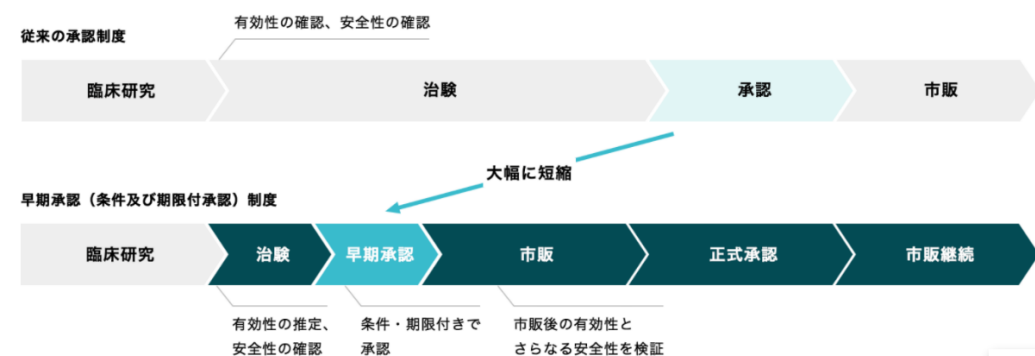 従来の承認制度
有効性の確認、安全性の確認
臨床研究
治験
承認
市販
大幅に短縮
早期承認（条件及び期限付承認）制度
臨床研究
治験
早期承認
市販
正式承認
市販継続
有効性の推定、
安全性の確認
条件・期限付きで
承認
市販後の有効性と
さらなる安全性を検証